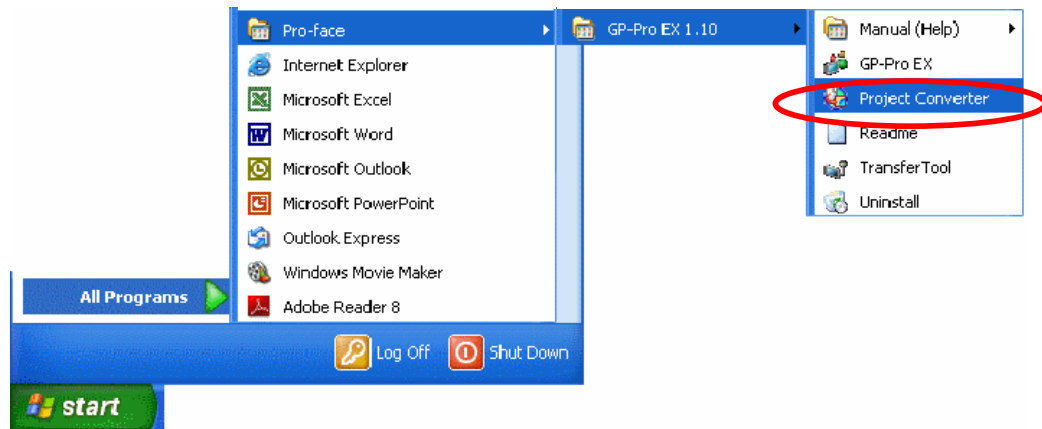 Pro-face
Internet Explorer
Microsoft Excel
Microsoft Word
Microsoft Outlook
Microsoft PowerPoint
Outlook Express
Windows Movie Maker
Adobe Reader 8
GP-Pro EX 1.10
Manual (Help)
GP-Pro EX
Project Converter
Readme
TransferTool
Uninstall
All Programs
Log Off
Shut Down
start